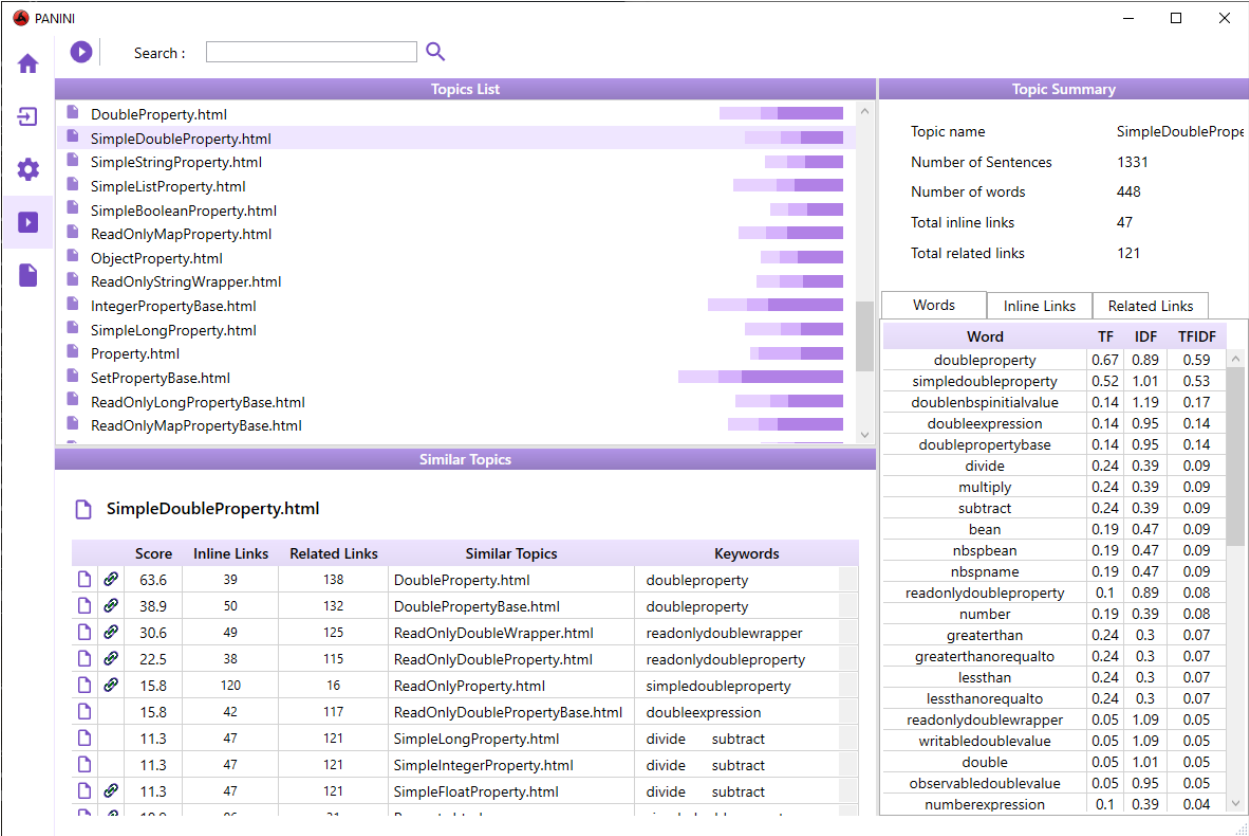 PANINI
Search :
Topics List
DoubleProperty.html
SimpleDoubleProperty.html
SimpleStringProperty.html
SimpleListProperty.html
SimpleBooleanProperty.html
ReadOnlyMapProperty.html
ObjectProperty.html
ReadOnlyStringWrapper.html
IntegerPropertyBase.html
SimpleLongProperty.html
Property.html
SetPropertyBase.html
ReadOnlyLongPropertyBase.html
ReadOnlyMapPropertyBase.html
Similar Topics
SimpleDoubleProperty.html
Score Inline Links Related Links Similar Topics Keywords
63.6 39 138 DoubleProperty.html doubleproperty
38.9 50 132 DoublePropertyBase.html doubleproperty
30.6 49 125 ReadOnlyDoubleWrapper.html readonlydoublewrapper
22.5 38 115 ReadOnlyDoubleProperty.html readonlydoubleproperty
15.8 120 16 ReadOnlyProperty.html simpledoubleproperty
15.8 42 117 ReadOnlyDoublePropertyBase.html doubleexpression
11.3 47 121 SimpleLongProperty.html divide subtract
11.3 47 121 SimpleIntegerProperty.html divide subtract
11.3 47 121 SimpleFloatProperty.html divide subtract
Topic Summary
Topic name SimpleDoublePrope
Number of Sentences 1331
Number of words 448
Total inline links 47
Total related links 121
Words Inline Links Related Links
Word TF IDF TFIDF
doubleproperty 0.67 0.89 0.59
simpledoubleproperty 0.52 1.01 0.53
doublenbspinitialvalue 0.14 1.19 0.17
doubleexpression 0.14 0.95 0.14
doublepropertybase 0.14 0.95 0.14
divide 0.24 0.39 0.09
multiply 0.24 0.39 0.09
subtract 0.24 0.39 0.09
bean 0.19 0.47 0.09
nbspbean 0.19 0.47 0.09
nbspname 0.19 0.47 0.09
readonlydoubleproperty 0.1 0.89 0.08
number 0.19 0.39 0.08
greaterthan 0.24 0.3 0.07
greaterthanorequalto 0.24 0.3 0.07
lessthan 0.24 0.3 0.07
lessthanorequalto 0.24 0.3 0.07
readonlydoublewrapper 0.05 1.09 0.05
writabledoublevalue 0.05 1.09 0.05
double 0.05 1.01 0.05
observabledoublevalue 0.05 0.95 0.05
numberexpression 0.1 0.39 0.04